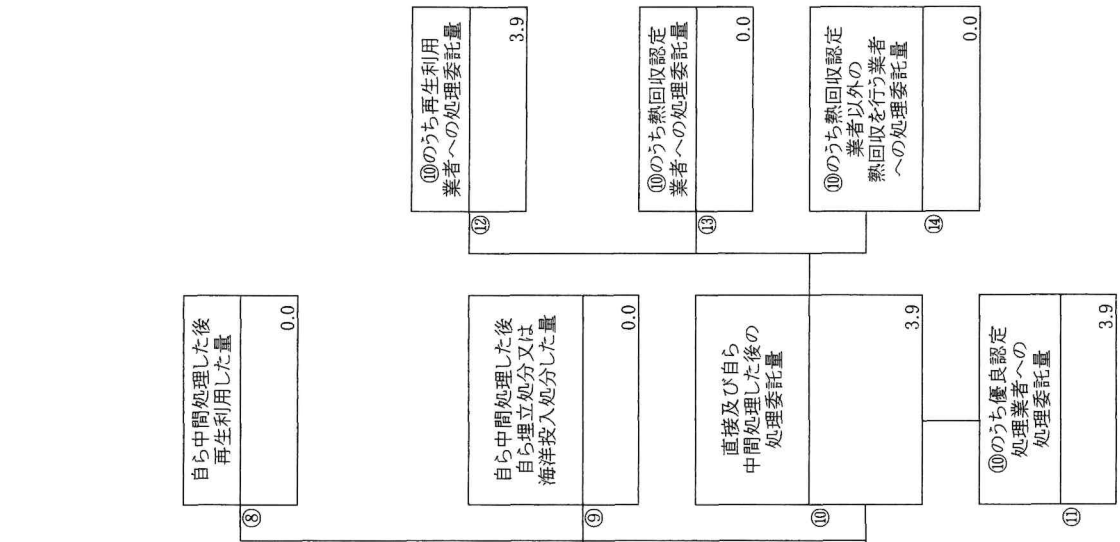 ⑧
自ら中間処理した後
再生利用した量
0.0
⑨
自ら中間処理した後
自ら埋立処分又は
海洋投入処分した量
0.0
⑩
直接及び自ら
中間処理した後の
処理委託量
3.9
⑪
⑩のうち優良認定
処理業者への
処理委託量
3.9
⑫
⑩のうち再生利用
業者への処理委託量
3.9
⑬
⑩のうち熱回収認定
業者への処理委託量
0.0
⑭
⑩のうち熱回収認定
業者以外の
熱回収を行う業者
への処理委託量
0.0